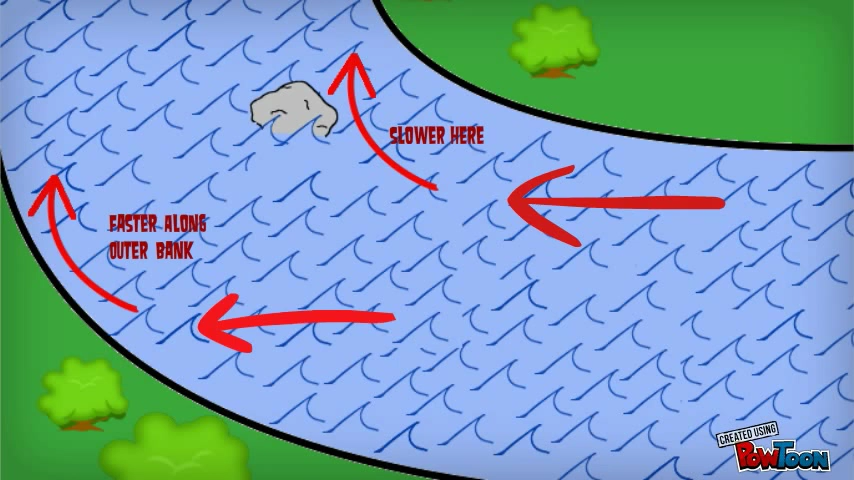 SLOWER HERE
FASTER ALONG
OUTER BANK
CREATED USING
POWTOON